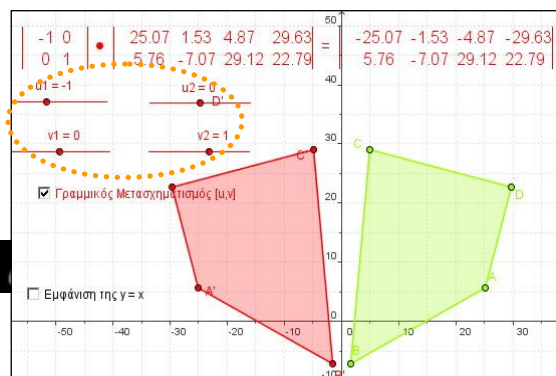 50
-1 0 25.07 1.53 4.87 29.63 = -25.07 -1.53 -4.87 -29.63
0 1 5.76 -7.07 29.12 22.79 5.76 -7.07 29.12 22.79
40
u1 = -1 u2 = 0
D'
v1 = 0 v2 = 1
30
C' C
Γραμμικός Μετασχηματισμός [u,v]
D
20
10
A' A
Εμφάνιση της y = x
0
-50 -40 -30 -20 -10 0 10 20 30
B
-10 B'